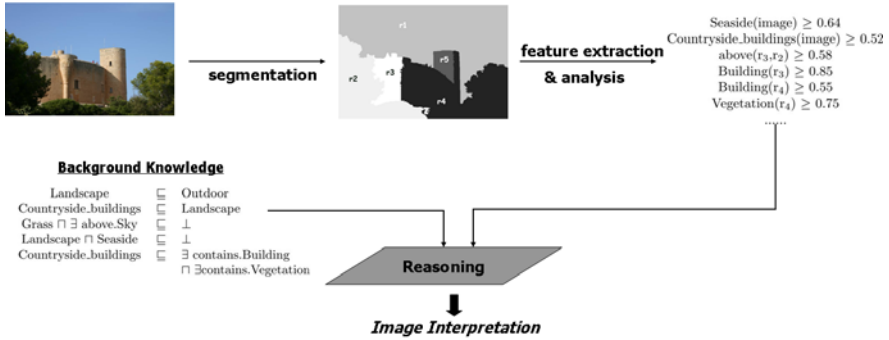 r1
r2
r3
r5
r4
segmentation
feature extraction
& analysis
Seaside(image) ≥ 0.64
Countryside_buildings(image) ≥ 0.52
above(r₃,r₂) ≥ 0.58
Building(r₃) ≥ 0.85
Building(r₄) ≥ 0.55
Vegetation(r₄) ≥ 0.75
......
Background Knowledge
Landscape ⊑ Outdoor
Countryside_buildings ⊑ Landscape
Grass ⊓ ∃ above.Sky ⊑ ⊥
Landscape ⊓ Seaside ⊑ ⊥
Countryside_buildings ⊑ ∃ contains.Building
⊓ ∃contains.Vegetation
Reasoning
Image Interpretation